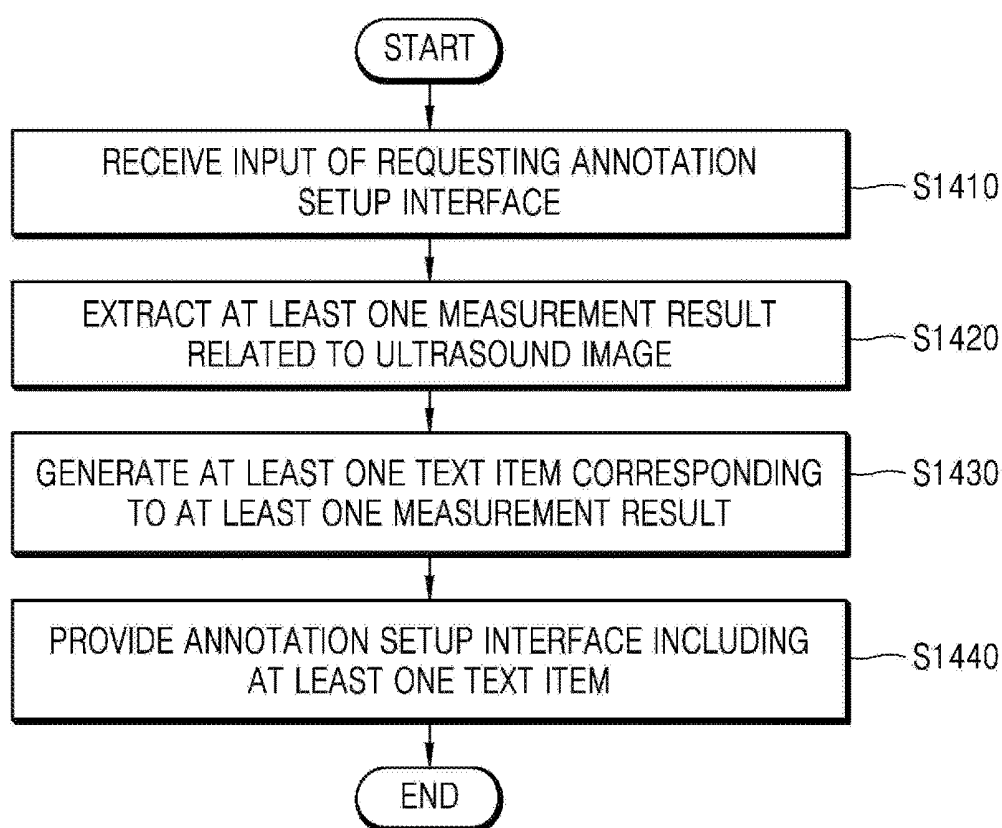 START
RECEIVE INPUT OF REQUESTING ANNOTATION
SETUP INTERFACE
S1410
EXTRACT AT LEAST ONE MEASUREMENT RESULT
RELATED TO ULTRASOUND IMAGE
S1420
GENERATE AT LEAST ONE TEXT ITEM CORRESPONDING
TO AT LEAST ONE MEASUREMENT RESULT
S1430
PROVIDE ANNOTATION SETUP INTERFACE INCLUDING
AT LEAST ONE TEXT ITEM
S1440
END